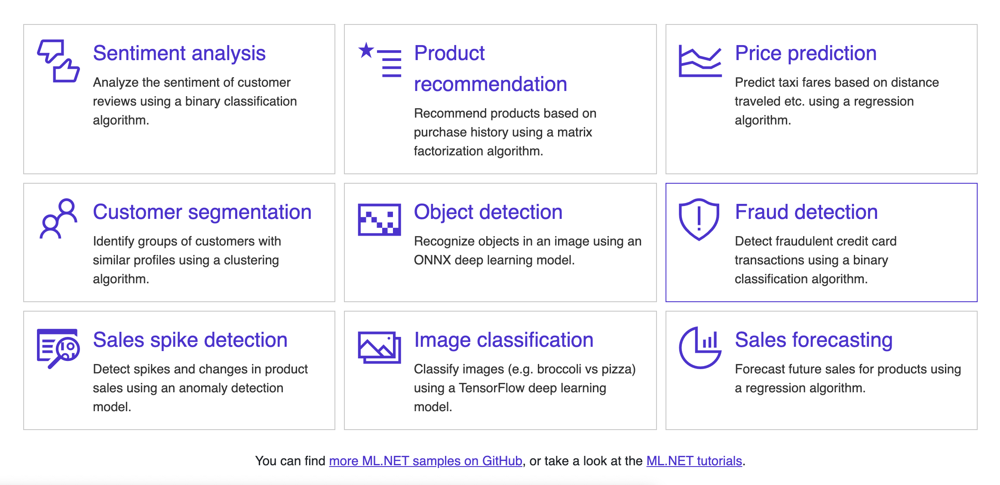 Sentiment analysis
Analyze the sentiment of customer
reviews using a binary classification
algorithm.
Product
recommendation
Recommend products based on
purchase history using a matrix
factorization algorithm.
Price prediction
Predict taxi fares based on distance
traveled etc. using a regression
algorithm.
Customer segmentation
Identify groups of customers with
similar profiles using a clustering
algorithm.
Object detection
Recognize objects in an image using an
ONNX deep learning model.
Fraud detection
Detect fraudulent credit card
transactions using a binary
classification algorithm.
Sales spike detection
Detect spikes and changes in product
sales using an anomaly detection
model.
Image classification
Classify images (e.g. broccoli vs pizza)
using a TensorFlow deep learning
model.
Sales forecasting
Forecast future sales for products using
a regression algorithm.
You can find more ML.NET samples on GitHub, or take a look at the ML.NET tutorials.